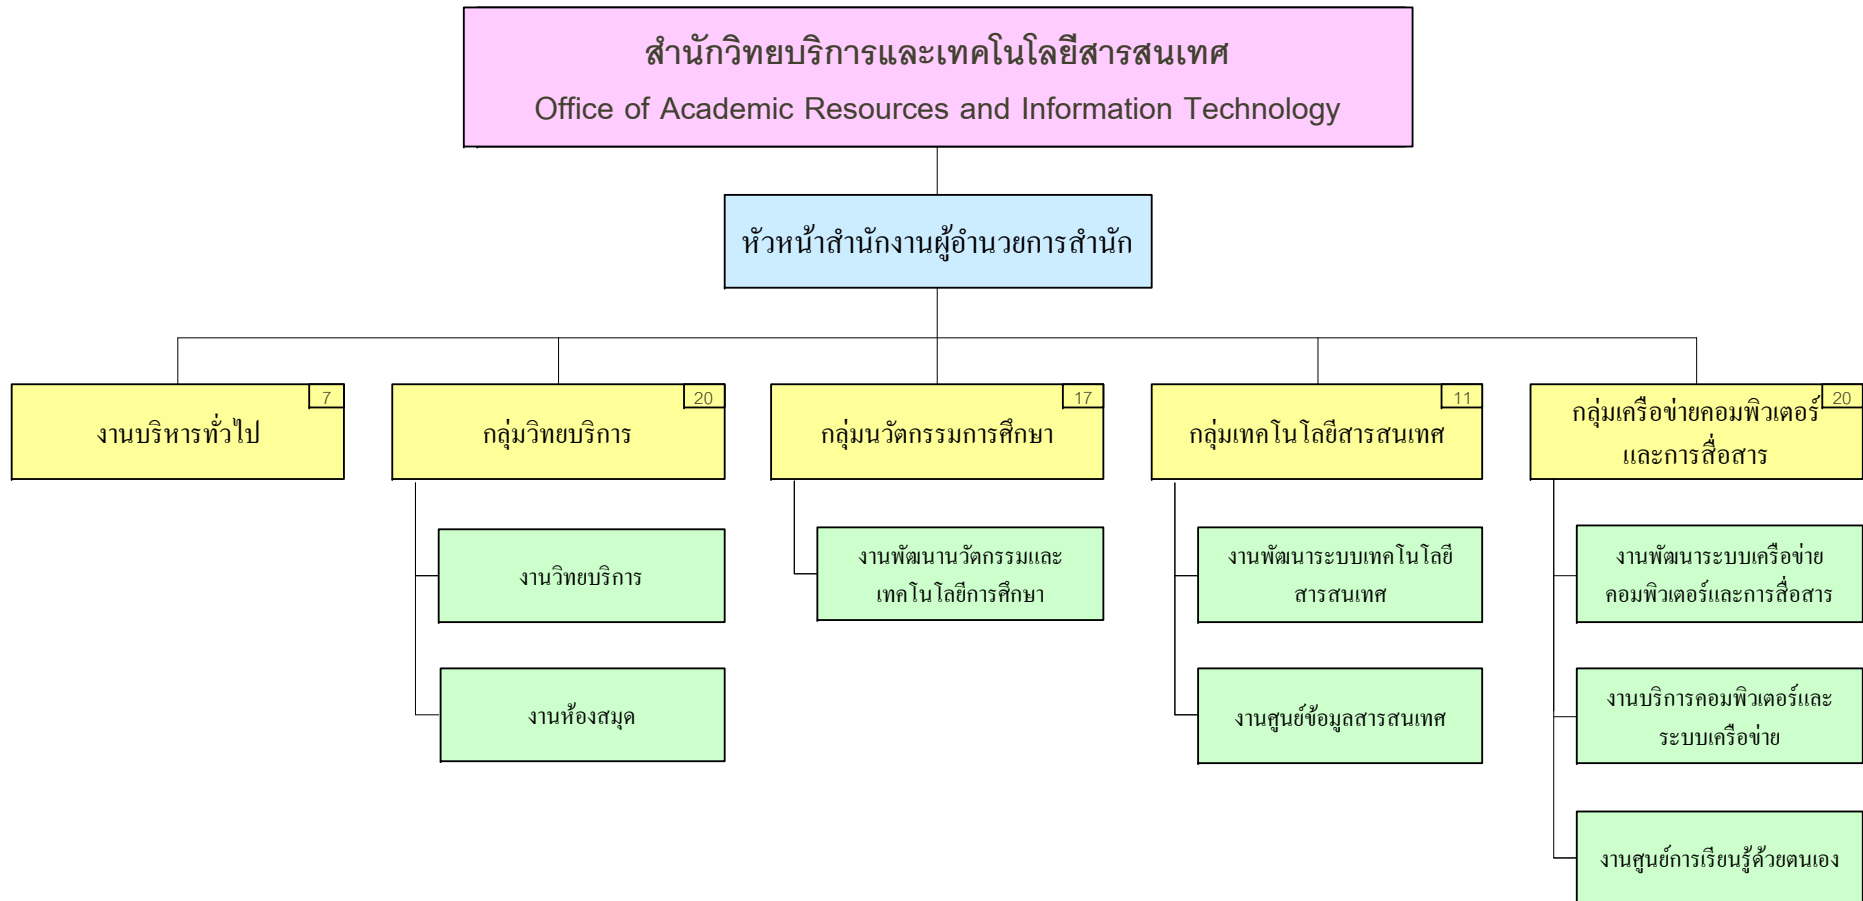 สำนักวิทยบริการและเทคโนโลยีสารสนเทศ
Office of Academic Resources and Information Technology
หัวหน้าสำนักงานผู้อำนวยการสำนัก
7
งานบริหารทั่วไป
20
กลุ่มวิทยบริการ
17
กลุ่มนวัตกรรมการศึกษา
11
กลุ่มเทคโนโลยีสารสนเทศ
20
กลุ่มเครือข่ายคอมพิวเตอร์
และการสื่อสาร
งานวิทยบริการ
งานห้องสมุด
งานพัฒนานวัตกรรมและ
เทคโนโลยีการศึกษา
งานพัฒนาระบบเทคโนโลยี
สารสนเทศ
งานศูนย์ข้อมูลสารสนเทศ
งานพัฒนาระบบเครือข่าย
คอมพิวเตอร์และการสื่อสาร
งานบริการคอมพิวเตอร์และ
ระบบเครือข่าย
งานศูนย์การเรียนรู้ด้วยตนเอง